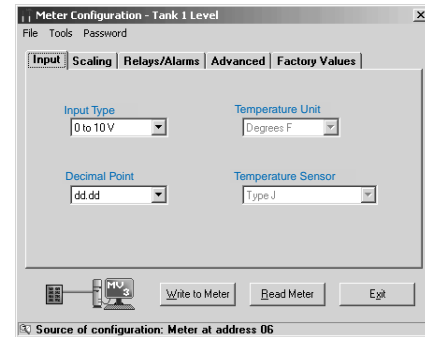 Meter Configuration - Tank 1 Level x
File Tools Password
Input Scaling Relays/Alarms Advanced Factory Values
Input Type Temperature Unit
0 to 10 V Degrees F
Decimal Point Temperature Sensor
dd.dd Type J
MV 3 Write to Meter Read Meter Exit
Source of configuration: Meter at address 06